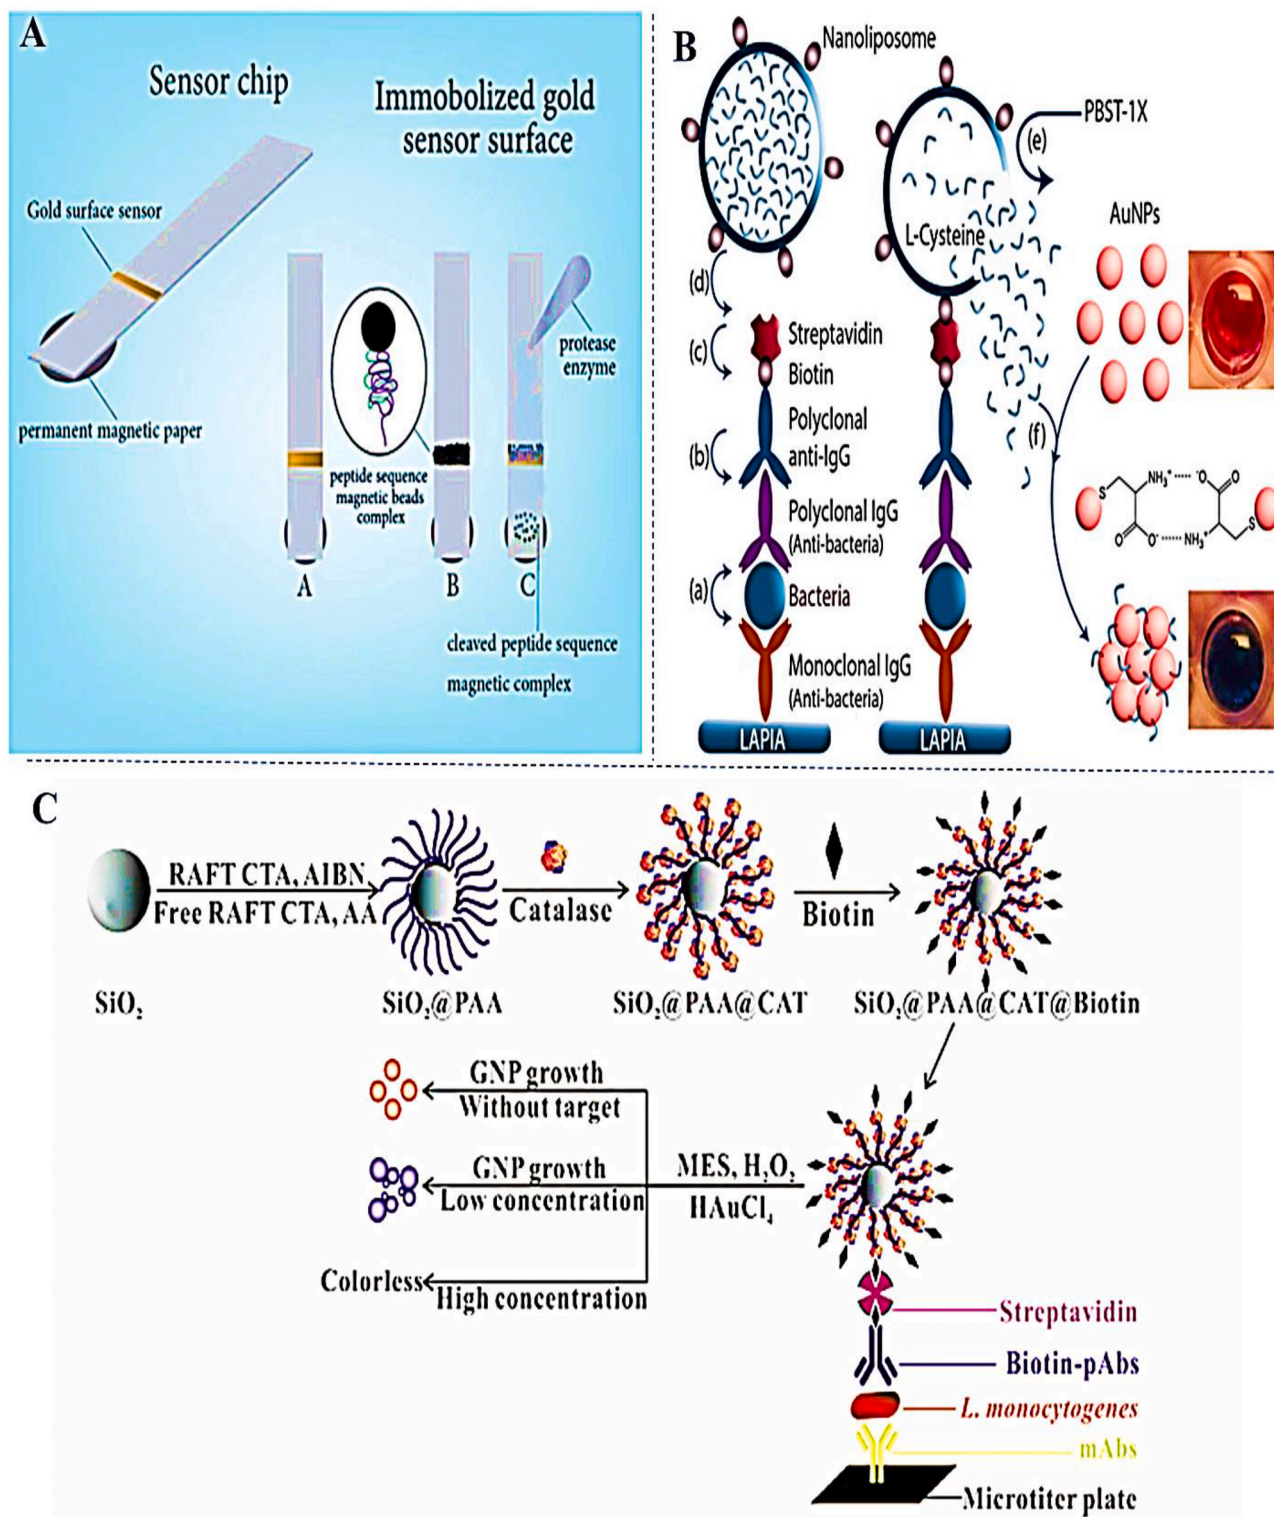 A
Sensor chip
Immobolized gold
sensor surface
Gold surface sensor
permanent magnetic paper
peptide sequence
magnetic beads
complex
protease
enzyme
A
B
C
cleaved peptide sequence
magnetic complex
B
Nanoliposome
PBST-1X
(e)
L-Cysteine
AuNPs
(d)
(c)
Streptavidin
Biotin
(b)
Polyclonal
anti-IgG
(f)
Polyclonal IgG
(Anti-bacteria)
(a)
Bacteria
Monoclonal IgG
(Anti-bacteria)
LAPIA
LAPIA
S
NH₃⁺
⁻O
O
O
O⁻
NH₃⁺
S
C
RAFT CTA, AIBN
Free RAFT CTA, AA
Catalase
Biotin
SiO₂
SiO₂@PAA
SiO₂@PAA@CAT
SiO₂@PAA@CAT@Biotin
GNP growth
Without target
GNP growth
Low concentration
MES, H₂O₂
HAuCl₄
Colorless
High concentration
Streptavidin
Biotin-pAbs
L. monocytogenes
mAbs
Microtiter plate